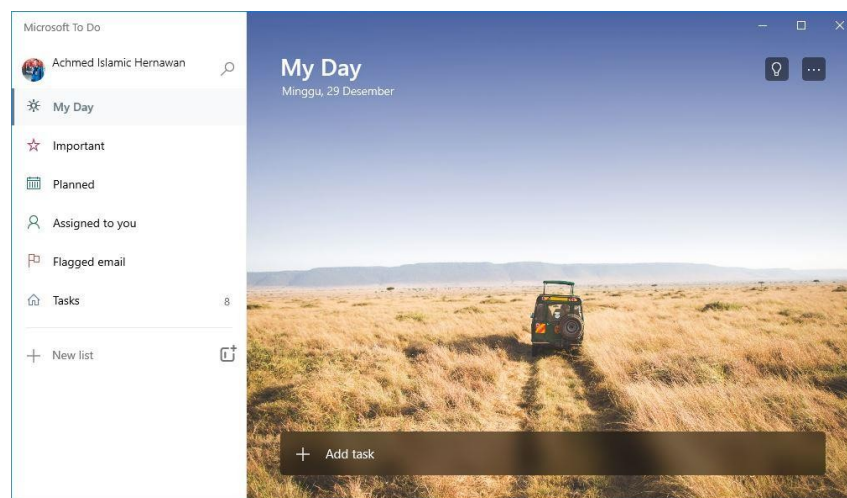 Microsoft To Do
Achmed Islamic Hernawan
My Day
Important
Planned
Assigned to you
Flagged email
Tasks 8
New list
My Day
Minggu, 29 Desember
Add task